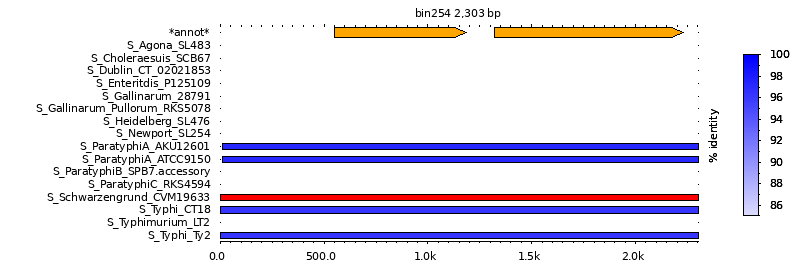 bin254 2,303 bp
*annot*
S_Agona_SL483
S_Choleraesuis_SCB67
S_Dublin_CT_02021853
S_Enteritidis_P125109
S_Gallinarum_28791
S_Gallinarum_Pullorum_RKS5078
S_Heidelberg_SL476
S_Newport_SL254
S_ParatyphiA_AKU12601
S_ParatyphiA_ATCC9150
S_ParatyphiB_SPB7.accessory
S_ParatyphiC_RKS4594
S_Schwarzengrund_CVM19633
S_Typhi_CT18
S_Typhimurium_LT2
S_Typhi_Ty2
0.0 500.0 1.0k 1.5k 2.0k
% identity
100
98
96
94
92
90
88
86